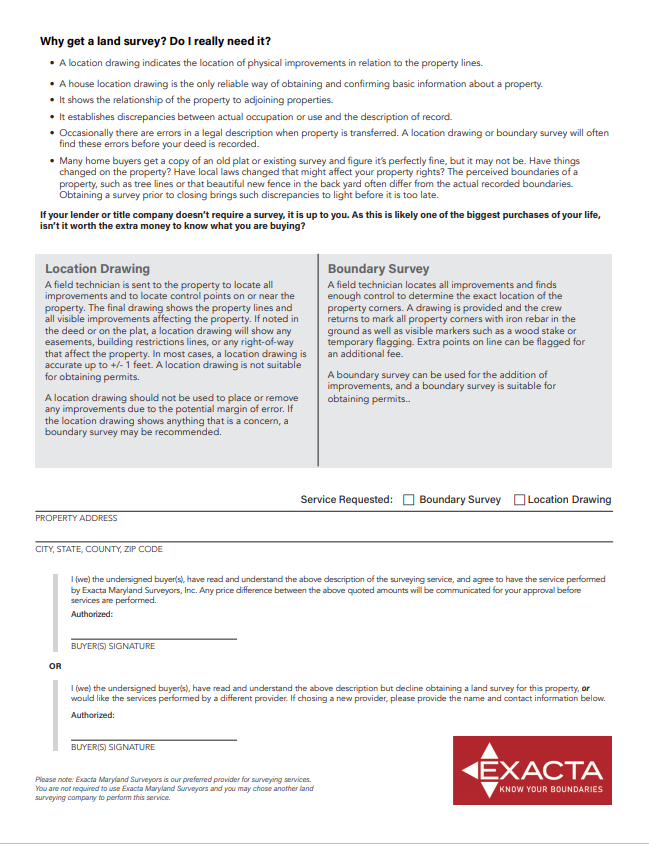 Why get a land survey? Do I really need it?
• A location drawing indicates the location of physical improvements in relation to the property lines.
• A house location drawing is the only reliable way of obtaining and confirming basic information about a property.
• It shows the relationship of the property to adjoining properties.
• It establishes discrepancies between actual occupation or use and the description of record.
• Occasionally there are errors in a legal description when property is transferred. A location drawing or boundary survey will often
find these errors before your deed is recorded.
• Many home buyers get a copy of an old plat or existing survey and figure it's perfectly fine, but it may not be. Have things
changed on the property? Have local laws changed that might affect your property rights? The perceived boundaries of a
property, such as tree lines or that beautiful new fence in the back yard often differ from the actual recorded boundaries.
Obtaining a survey prior to closing brings such discrepancies to light before it is too late.
If your lender or title company doesn't require a survey, it is up to you. As this is likely one of the biggest purchases of your life,
isn't it worth the extra money to know what you are buying?
Location Drawing
A field technician is sent to the property to locate all
improvements and to locate control points on or near the
property. The final drawing shows the property lines and
all visible improvements affecting the property. If noted
in the deed or on the plat, a location drawing will show any
easements, building restrictions lines, or any right-of-way
that affect the property. In most cases, a location drawing is
accurate up to +/- 1 feet. A location drawing is not suitable
for obtaining permits.
A location drawing should not be used to place or remove
any improvements due to the potential margin of error. If
the location drawing shows anything that is a concern, a
boundary survey may be recommended.
Boundary Survey
A field technician locates all improvements and finds
enough control to determine the exact location of the
property corners. A drawing is provided and the crew
returns to mark all property corners with iron rebar in the
ground as well as visible markers such as a wood stake or
temporary flagging. Extra points on line can be flagged for
an additional fee.
A boundary survey can be used for the addition of
improvements, and a boundary survey is suitable for
obtaining permits..
Service Requested: Boundary Survey Location Drawing
PROPERTY ADDRESS
CITY, STATE, COUNTY, ZIP CODE
I (we) the undersigned buyer(s), have read and understand the above description of the surveying service, and agree to have the service performed
by Exacta Maryland Surveyors, Inc. Any price difference between the above quoted amounts will be communicated for your approval before
services are performed.
Authorized:
BUYER(S) SIGNATURE
OR
I (we) the undersigned buyer(s), have read and understand the above description but decline obtaining a land survey for this property, or
would like the services performed by a different provider. If chosing a new provider, please provide the name and contact information below.
Authorized:
BUYER(S) SIGNATURE
Please note: Exacta Maryland Surveyors is our preferred provider for surveying services.
You are not required to use Exacta Maryland Surveyors and you may chose another land
surveying company to perform this service.
EXACTA
KNOW YOUR BOUNDARIES